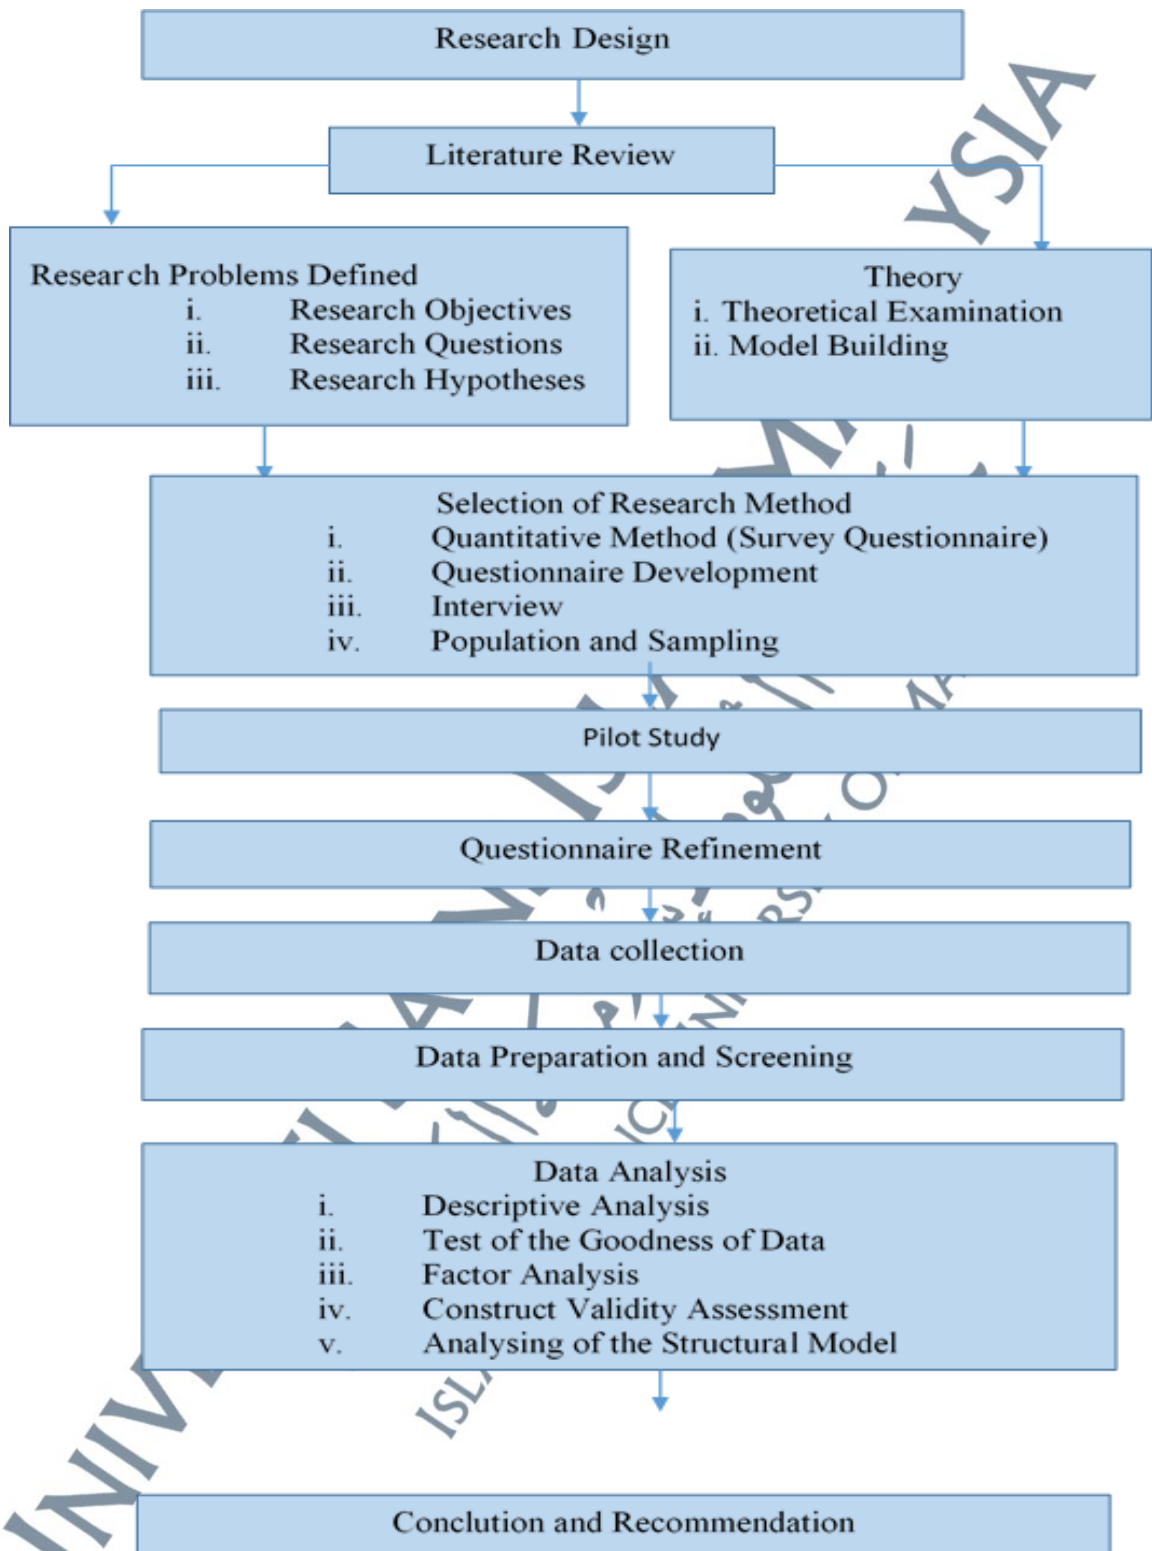 Research Design
Literature Review
Research Problems Defined
i. Research Objectives
ii. Research Questions
iii. Research Hypotheses
Theory
i. Theoretical Examination
ii. Model Building
Selection of Research Method
i. Quantitative Method (Survey Questionnaire)
ii. Questionnaire Development
iii. Interview
iv. Population and Sampling
Pilot Study
Questionnaire Refinement
Data collection
Data Preparation and Screening
Data Analysis
i. Descriptive Analysis
ii. Test of the Goodness of Data
iii. Factor Analysis
iv. Construct Validity Assessment
v. Analysing of the Structural Model
Conclution and Recommendation